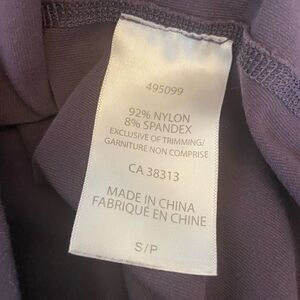 495099
92% NYLON
8% SPANDEX
EXCLUSIVE OF TRIMMING/
GARNITURE NON COMPRISE
CA 38313
MADE IN CHINA
FABRIQUÉ EN CHINE
S/P